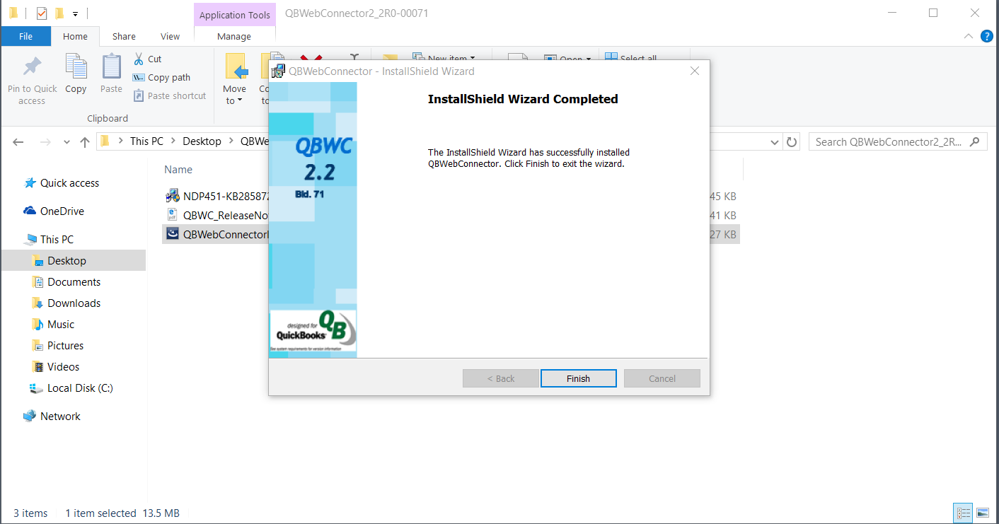 Application Tools QBWebConnector2_2R0-00071
File Home Share View Manage
Pin to Quick access
Copy
Paste
Cut
Copy path
Paste shortcut
Move to
New item
Open
Select all
Clipboard
QBWebConnector - InstallShield Wizard
This PC > Desktop >
Search QBWebConnector2_2R...
Name
Quick access
OneDrive
This PC
Desktop
Documents
Downloads
Music
Pictures
Videos
Local Disk (C:)
Network
NDP451-KB28587
45 KB
QBWC_ReleaseNo
41 KB
QBWebConnector
27 KB
QBWC
2.2
Bld. 71
designed for
QuickBooks
QB
See system requirements for version information
InstallShield Wizard Completed
The InstallShield Wizard has successfully installed
QBWebConnector. Click Finish to exit the wizard.
< Back Finish Cancel
3 items 1 item selected 13.5 MB